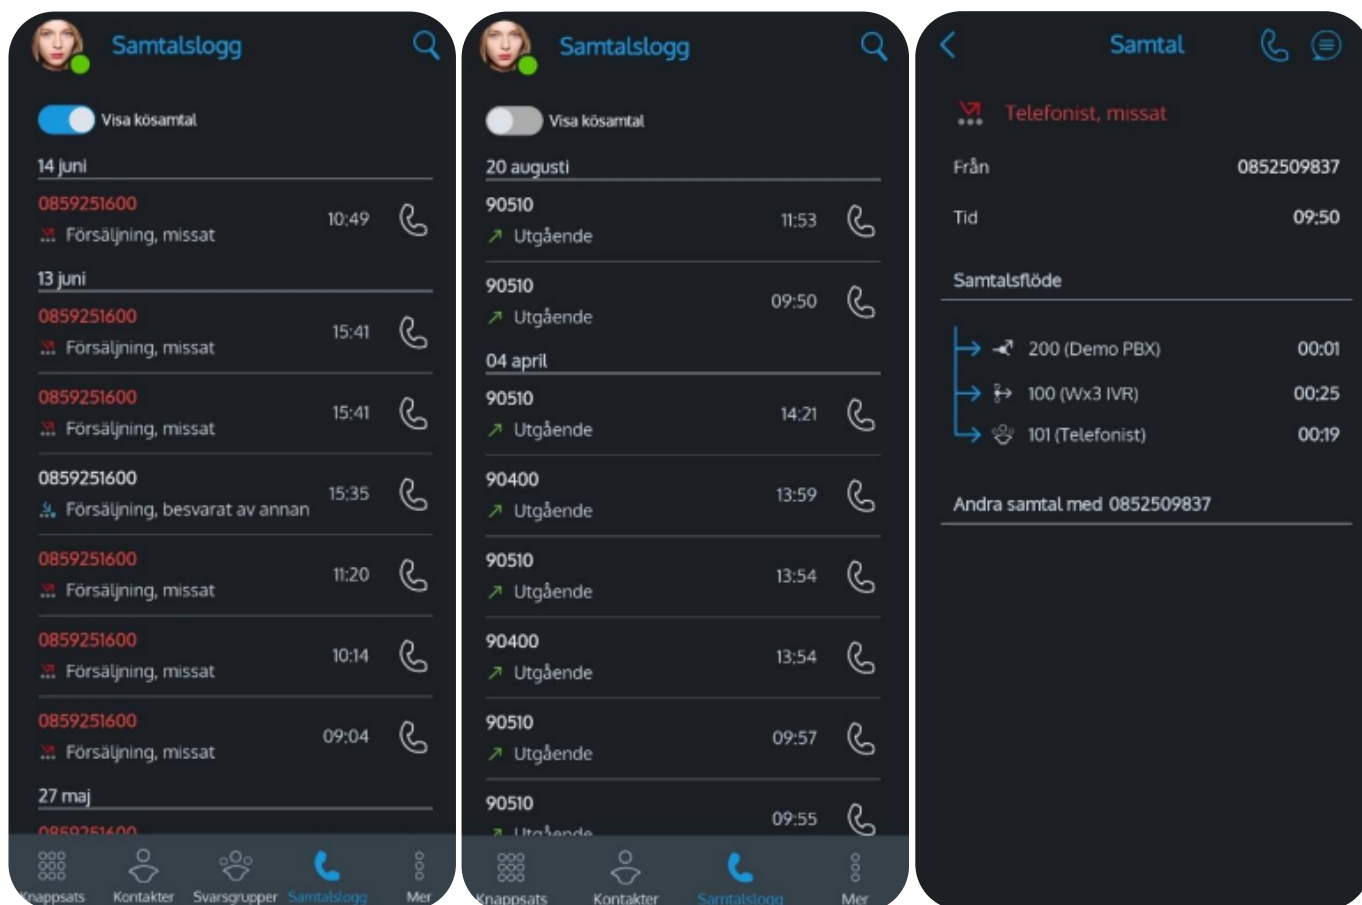 Samtalslogg
Visa kösamtal
14 juni
0859251600
10:49
Försäljning, missat
13 juni
0859251600
15:41
Försäljning, missat
0859251600
15:41
Försäljning, missat
0859251600
15:35
Försäljning, besvarat av annan
0859251600
11:20
Försäljning, missat
0859251600
10:14
Försäljning, missat
0859251600
09:04
Försäljning, missat
27 maj
0859251600
Knappsats Kontakter Svarsgrupper Samtalslogg Mer
Samtalslogg
Visa kösamtal
20 augusti
90510
11:53
Utgående
90510
09:50
Utgående
04 april
90510
14:21
Utgående
90400
13:59
Utgående
90510
13:54
Utgående
90400
13:54
Utgående
90510
09:57
Utgående
90510
09:55
Utgående
Knappsats Kontakter Samtalslogg Mer
Samtal
Telefonist, missat
Från 0852509837
Tid 09:50
Samtalsflöde
200 (Demo PBX) 00:01
100 (Wx3 IVR) 00:25
101 (Telefonist) 00:19
Andra samtal med 0852509837